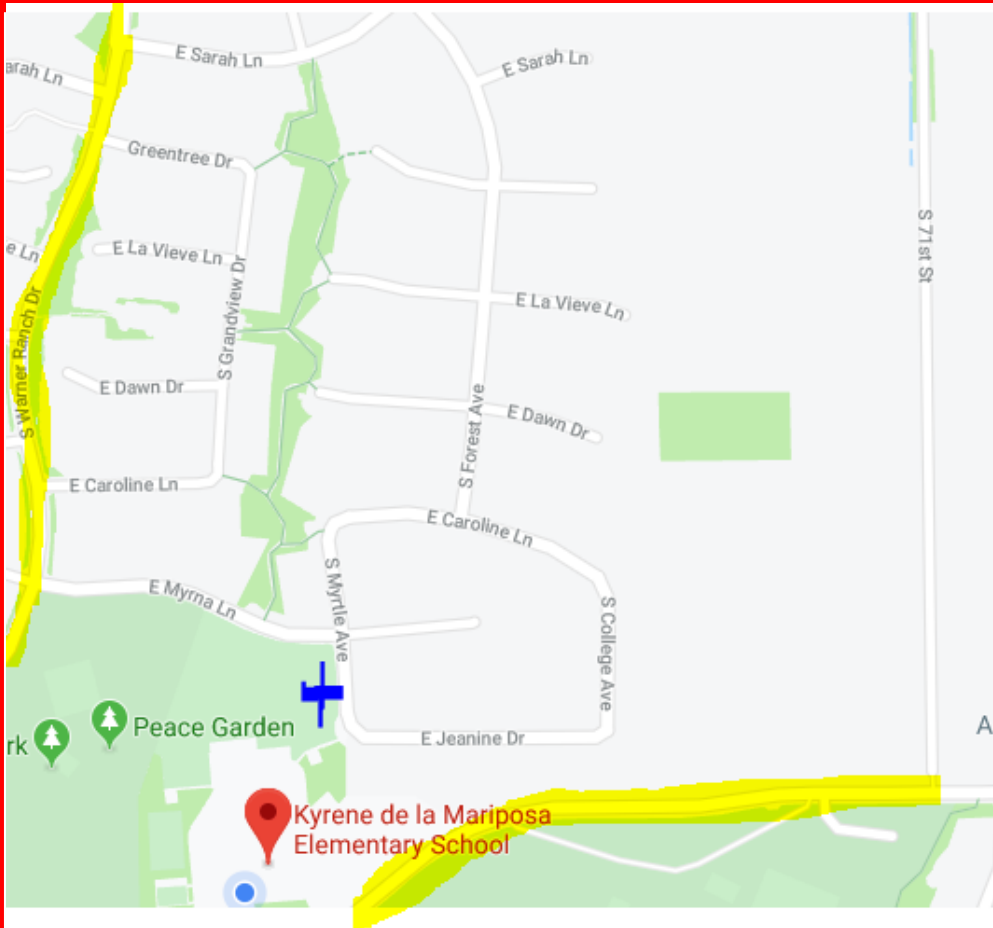 E Sarah Ln
E Sarah Ln
arah Ln
Greentree Dr
S 71st St
e Ln
E La Vieve Ln
S Grandview Dr
E La Vieve Ln
S Warner Ranch Dr
E Dawn Dr
S Forest Ave
E Dawn Dr
E Caroline Ln
E Caroline Ln
E Myrna Ln
S Myrtle Ave
S College Ave
Peace Garden
rk
E Jeanine Dr
A
Kyrene de la Mariposa
Elementary School